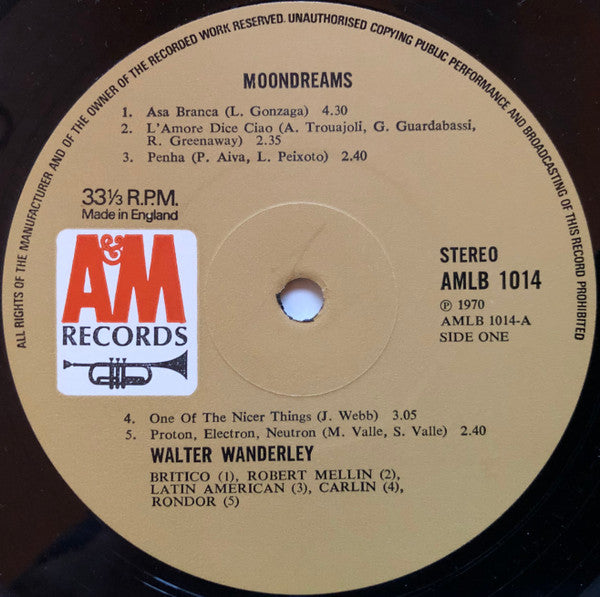 ALL RIGHTS OF THE MANUFACTURER AND OF THE OWNER OF THE RECORDED WORK RESERVED. UNAUTHORISED COPYING PUBLIC PERFORMANCE AND BROADCASTING OF THIS RECORD PROHIBITED
MOONDREAMS
1. Asa Branca (L. Gonzaga) 4.30
2. L'Amore Dice Ciao (A. Trouajoli, G. Guardabassi,
R. Greenaway) 2.35
3. Penha (P. Aiva, L. Peixoto) 2.40
33⅓ R.P.M.
Made in England
A&M
RECORDS
STEREO
AMLB 1014
℗ 1970
AMLB 1014-A
SIDE ONE
4. One Of The Nicer Things (J. Webb) 3.05
5. Proton, Electron, Neutron (M. Valle, S. Valle) 2.40
WALTER WANDERLEY
BRITICO (1), ROBERT MELLIN (2),
LATIN AMERICAN (3), CARLIN (4),
RONDOR (5)